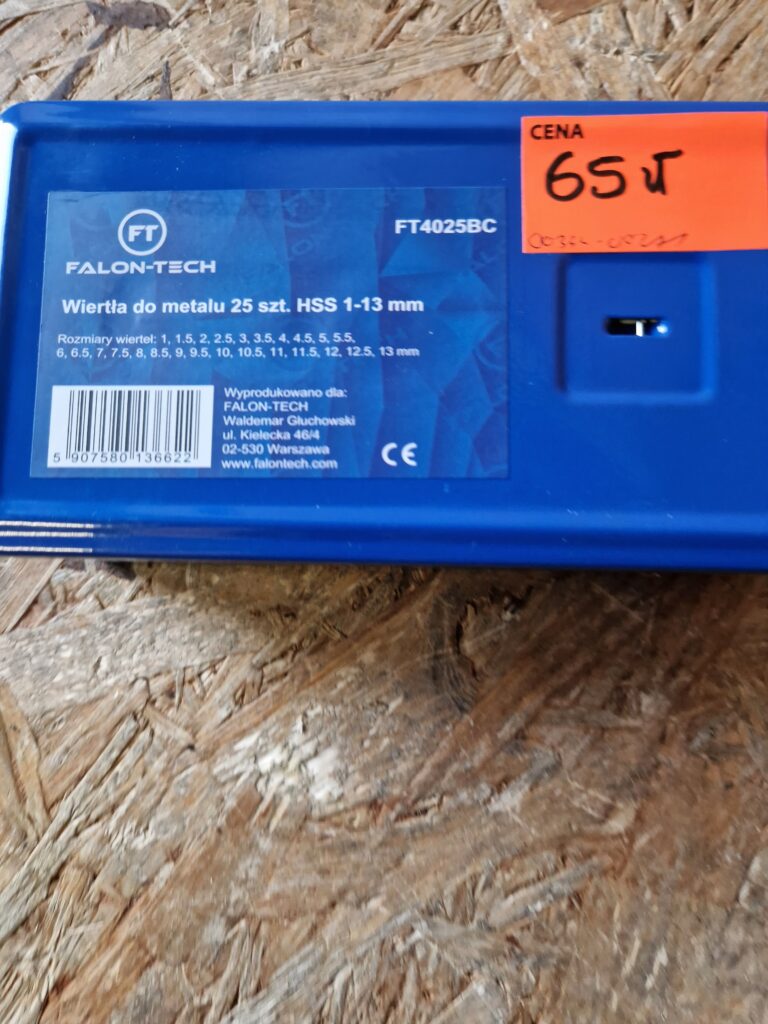 CENA
65 zł
FT
FALON-TECH
FT4025BC
Wiertła do metalu 25 szt. HSS 1-13 mm
Rozmiary wierteł: 1, 1.5, 2, 2.5, 3, 3.5, 4, 4.5, 5, 5.5,
6, 6.5, 7, 7.5, 8, 8.5, 9, 9.5, 10, 10.5, 11, 11.5, 12, 12.5, 13 mm
5 907580 136622
Wyprodukowano dla:
FALON-TECH
Waldemar Głuchowski
ul. Kielecka 46/4
02-530 Warszawa
www.falontech.com
CE